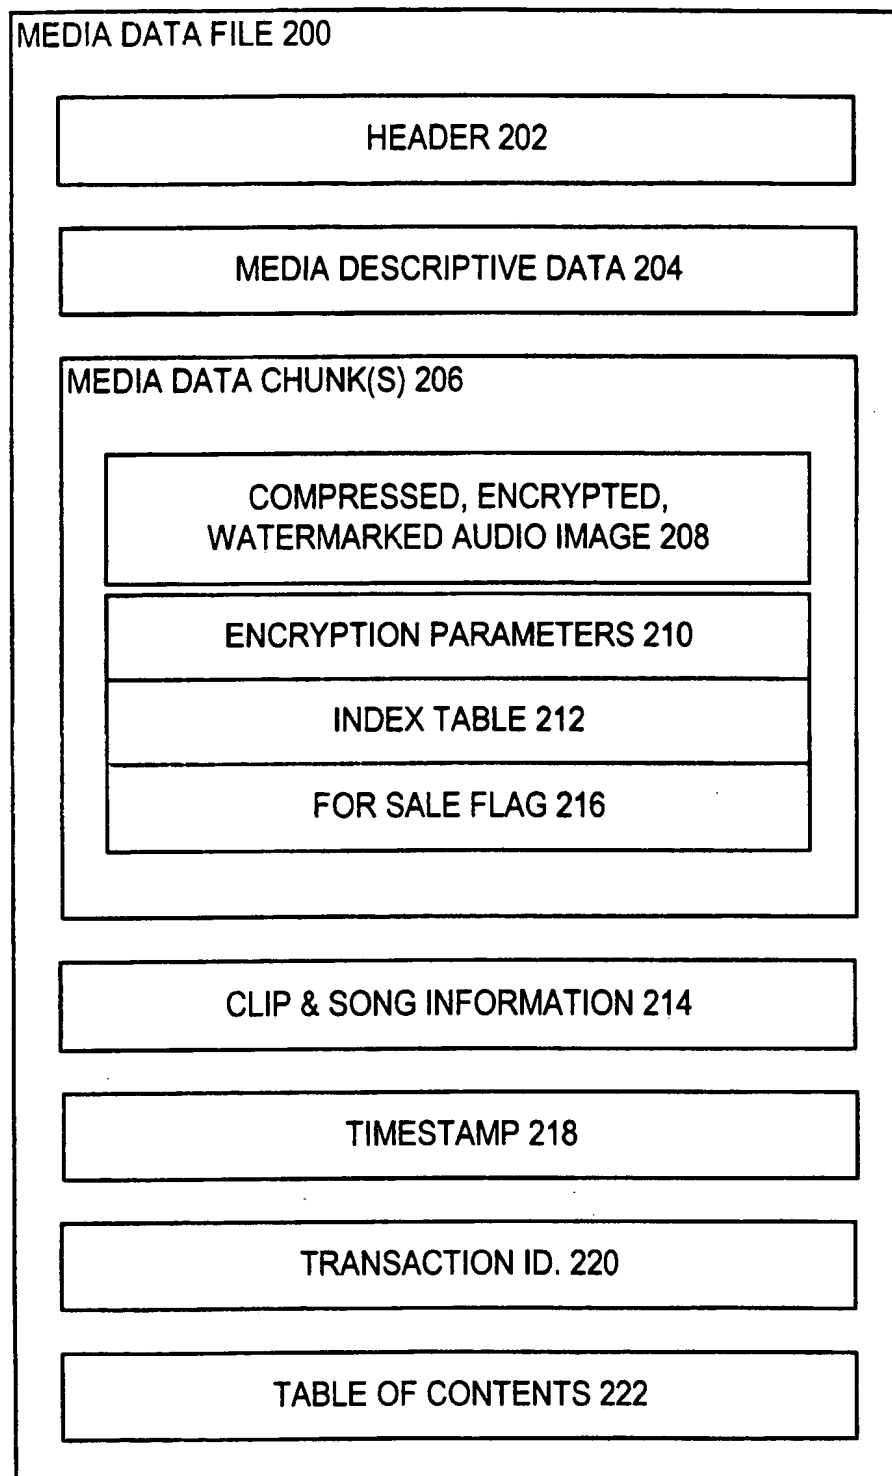 MEDIA DATA FILE 200
HEADER 202
MEDIA DESCRIPTIVE DATA 204
MEDIA DATA CHUNK(S) 206
COMPRESSED, ENCRYPTED,
WATERMARKED AUDIO IMAGE 208
ENCRYPTION PARAMETERS 210
INDEX TABLE 212
FOR SALE FLAG 216
CLIP & SONG INFORMATION 214
TIMESTAMP 218
TRANSACTION ID. 220
TABLE OF CONTENTS 222